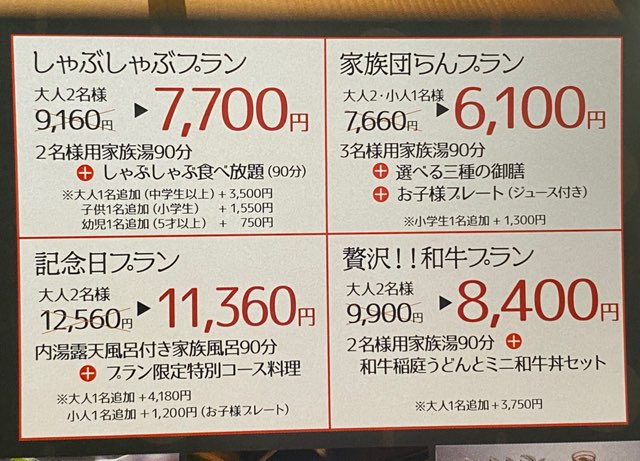 しゃぶしゃぶプラン
大人2名様
9,160円 ▶ 7,700円
2名様用家族湯90分
+ しゃぶしゃぶ食べ放題(90分)
※大人1名追加(中学生以上)+3,500円
子供1名追加(小学生) +1,550円
幼児1名追加(5才以上) + 750円
家族団らんプラン
大人2・小人1名様
7,660円 ▶ 6,100円
3名様用家族湯90分
+ 選べる三種の御膳
+ お子様プレート(ジュース付き)
※小学生1名追加+1,300円
記念日プラン
大人2名様
12,560円 ▶ 11,360円
内湯露天風呂付き家族風呂90分
+ プラン限定特別コース料理
※大人1名追加+4,180円
小人1名追加+1,200円(お子様プレート)
贅沢!!和牛プラン
大人2名様
9,900円 ▶ 8,400円
2名様用家族湯90分 +
和牛稲庭うどんとミニ和牛丼セット
※大人1名追加+3,750円